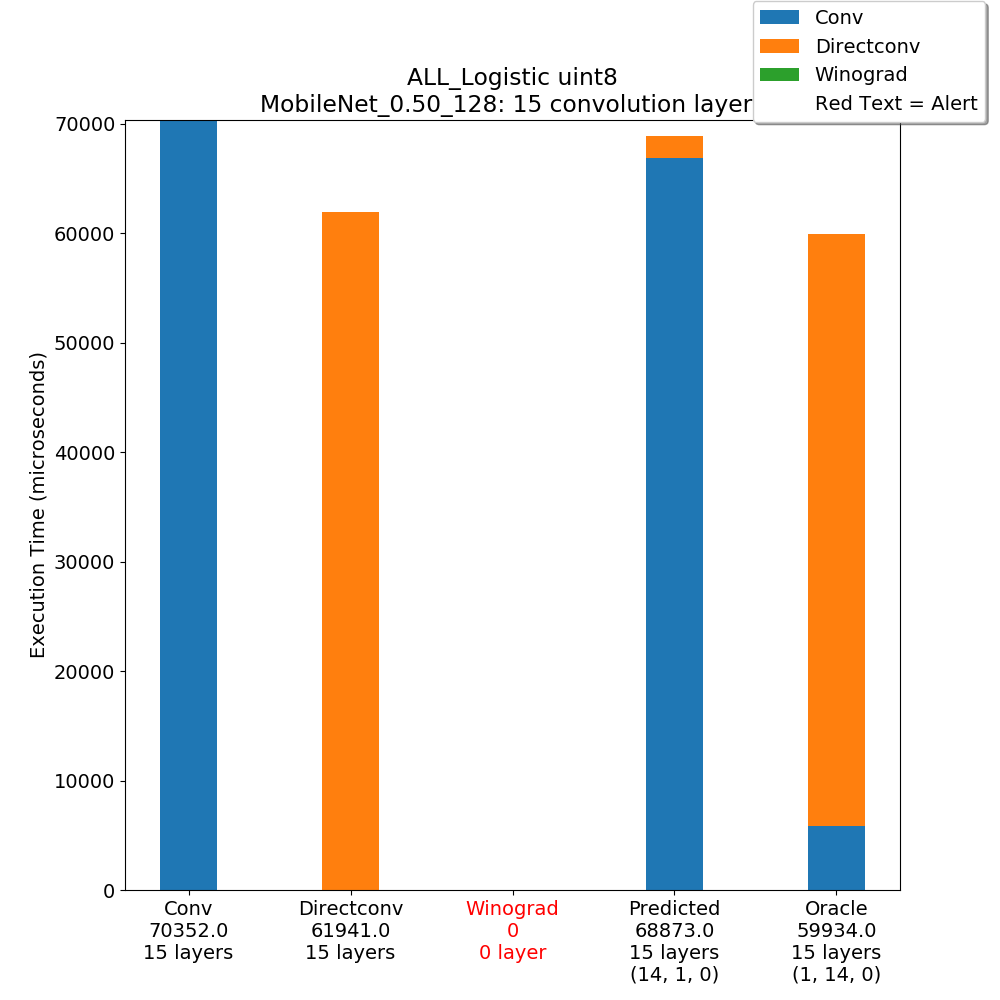 Conv
Directconv
Winograd
Red Text = Alert
ALL_Logistic uint8
MobileNet_0.50_128: 15 convolution layer
Execution Time (microseconds)
70000
60000
50000
40000
30000
20000
10000
0
Conv
70352.0
15 layers
Directconv
61941.0
15 layers
Winograd
0
0 layer
Predicted
68873.0
15 layers
(14, 1, 0)
Oracle
59934.0
15 layers
(1, 14, 0)